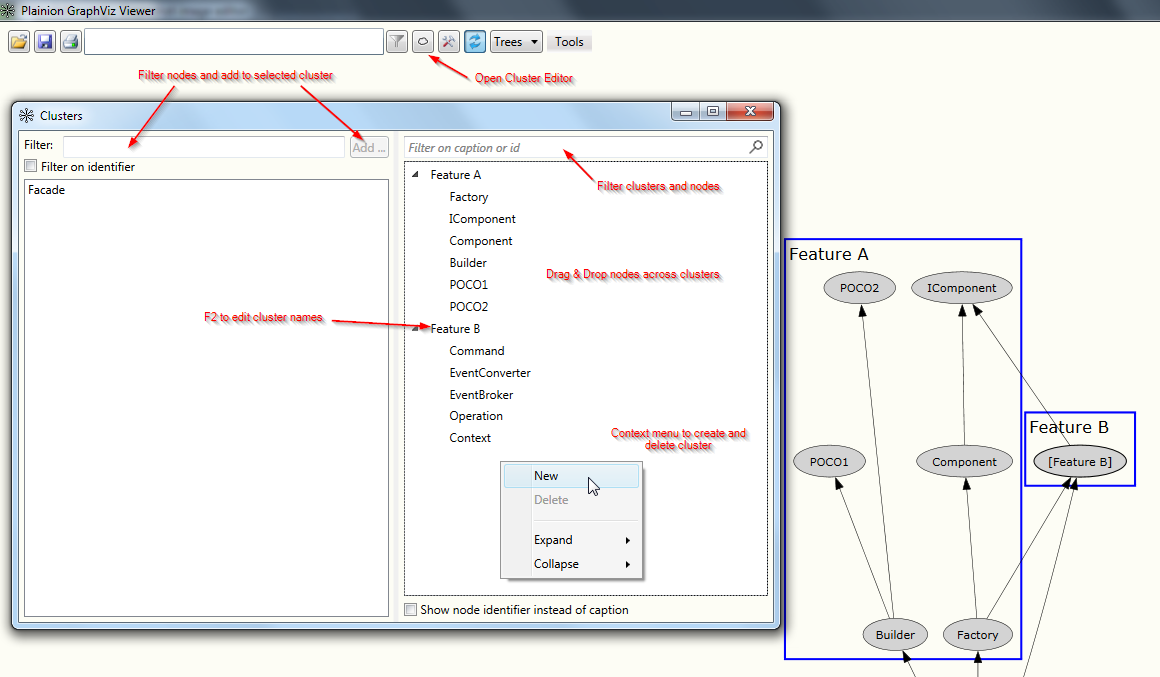 Plainion GraphViz Viewer
Trees
Tools
Filter nodes and add to selected cluster
Open Cluster Editor
Clusters
Filter:
Add ...
Filter on caption or id
Filter on identifier
Facade
Feature A
Factory
IComponent
Component
Builder
POCO1
POCO2
Feature B
Command
EventConverter
EventBroker
Operation
Context
Filter clusters and nodes
Drag & Drop nodes across clusters
F2 to edit cluster names
Context menu to create and
delete cluster
New
Delete
Expand
Collapse
Show node identifier instead of caption
Feature A
POCO2
IComponent
Feature B
POCO1
Component
[Feature B]
Builder
Factory